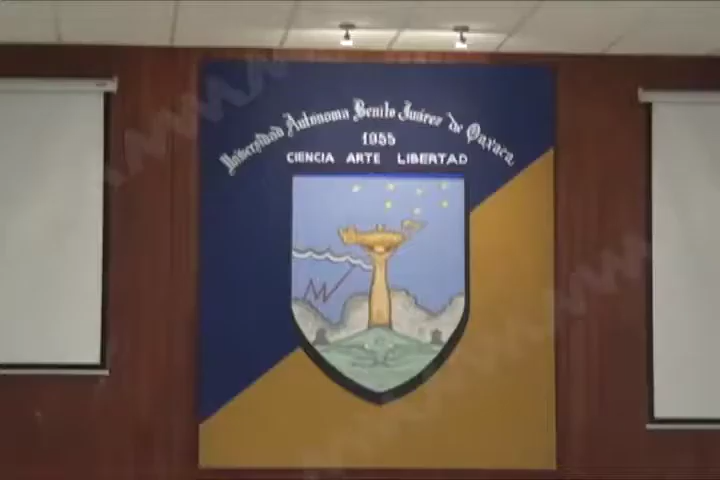 Universidad Autonoma Benito Juárez de Oaxaca
1955
CIENCIA ARTE LIBERTAD